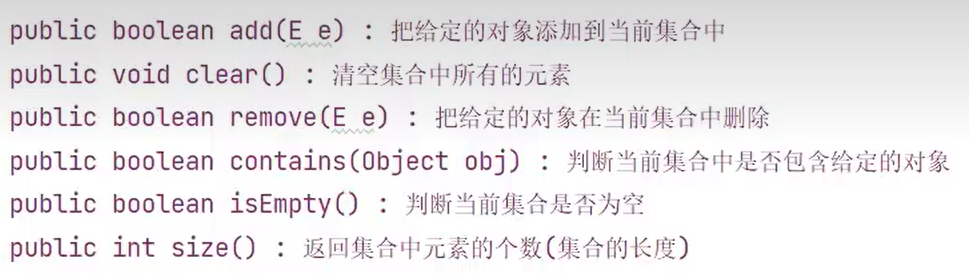 public boolean add(E e) : 把给定的对象添加到当前集合中
public void clear() : 清空集合中所有的元素
public boolean remove(E e) : 把给定的对象在当前集合中删除
public boolean contains(Object obj) : 判断当前集合中是否包含给定的对象
public boolean isEmpty() : 判断当前集合是否为空
public int size() : 返回集合中元素的个数(集合的长度)